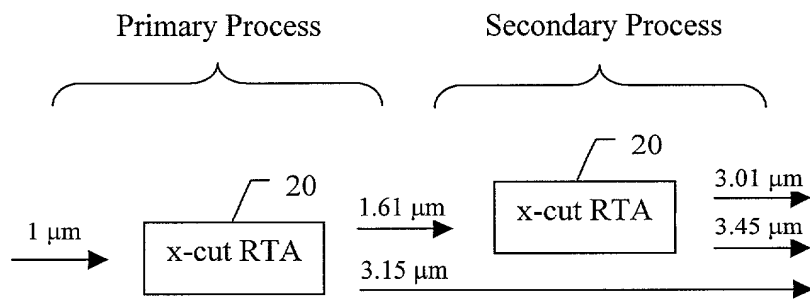 Primary Process
Secondary Process
20
20
1 μm
x-cut RTA
1.61 μm
3.15 μm
x-cut RTA
3.01 μm
3.45 μm